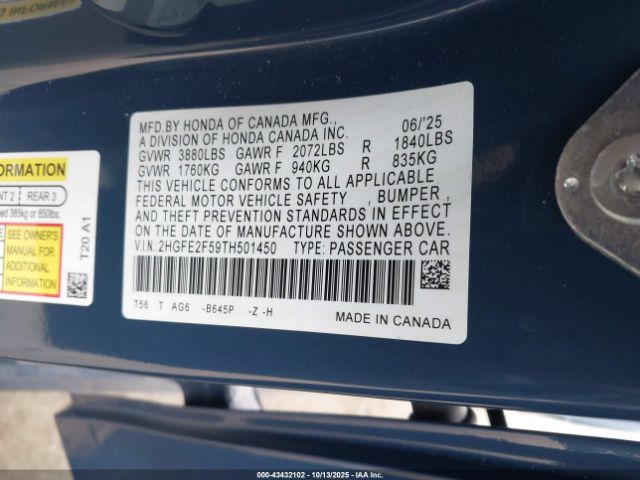 MFD.BY HONDA OF CANADA MFG., 06/'25
A DIVISION OF HONDA CANADA INC.
GVWR 3880LBS GAWR F 2072LBS R 1840LBS
GVWR 1760KG GAWR F 940KG R 835KG
THIS VEHICLE CONFORMS TO ALL APPLICABLE
FEDERAL MOTOR VEHICLE SAFETY , BUMPER ,
AND THEFT PREVENTION STANDARDS IN EFFECT
ON THE DATE OF MANUFACTURE SHOWN ABOVE.
V.I.N: 2HGFE2F59TH501450 TYPE: PASSENGER CAR
T56 T AG6 -B645P -Z -H
MADE IN CANADA
FORMATION
NT 2 REAR 3
ed 385kg or 850lbs.
SEE OWNER'S
MANUAL FOR
ADDITIONAL
INFORMATION
T20 A1
00-43432102 | 10/13/2025 | IAA Inc.